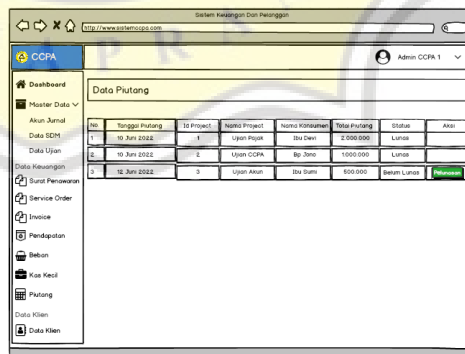 Sistem Keuangan Dan Pelanggan
http://www.sistemccpa.com
CCPA
Admin CCPA 1
Dashboard
Master Data
Akun Jurnal
Data SDM
Data Ujian
Data Keuangan
Surat Penawaran
Service Order
Invoice
Pendapatan
Beban
Kas Kecil
Piutang
Data Klien
Data Klien
Data Piutang
No Tanggal Piutang Id Project Nama Project Nama Konsumen Total Piutang Status Aksi
1 10 Juni 2022 1 Ujian Pajak Ibu Devi 2.000.000 Lunas
2 10 Juni 2022 2 Ujian CCPA Bp Jono 1000.000 Lunas
3 12 Juni 2022 3 Ujian Akun Ibu Sumi 500.000 Belum Lunas Pelunasan